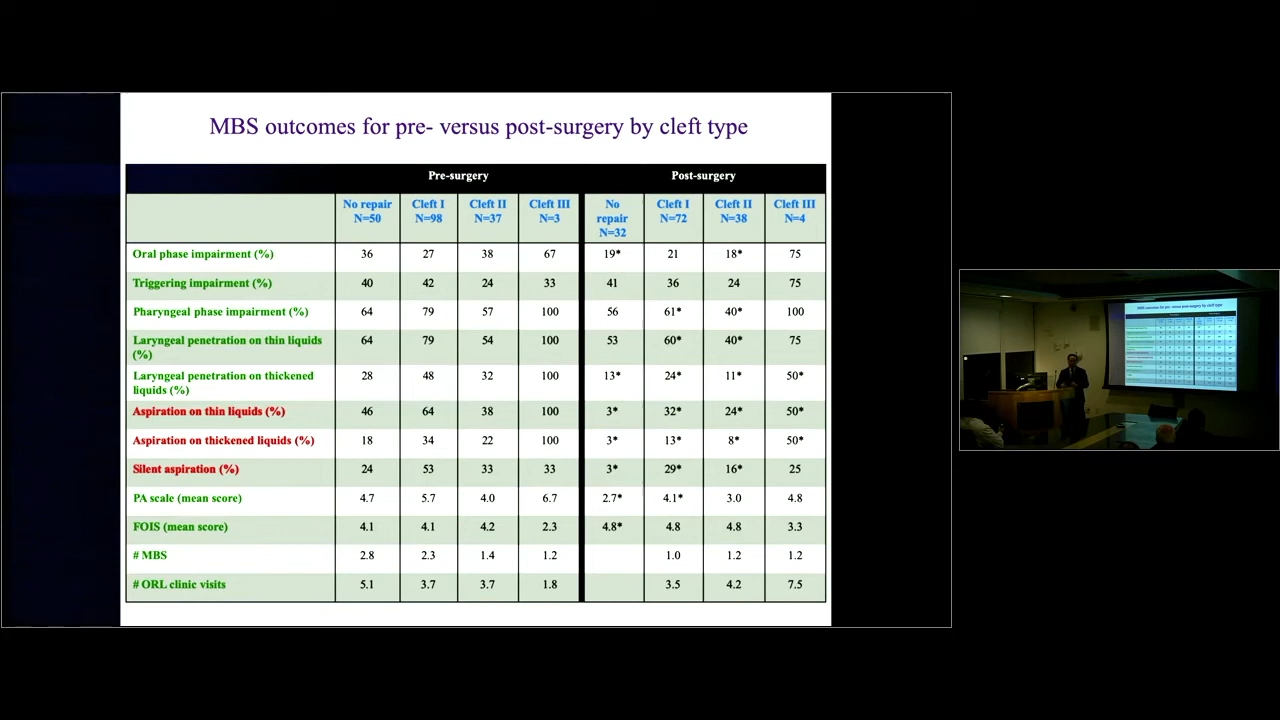 MBS outcomes for pre- versus post-surgery by cleft type
Pre-surgery Post-surgery
No repair N=50 Cleft I N=98 Cleft II N=37 Cleft III N=3 No repair N=32 Cleft I N=72 Cleft II N=38 Cleft III N=4
Oral phase impairment (%) 36 27 38 67 19* 21 18* 75
Triggering impairment (%) 40 42 24 33 41 36 24 75
Pharyngeal phase impairment (%) 64 79 57 100 56 61* 40* 100
Laryngeal penetration on thin liquids (%) 64 79 54 100 53 60* 40* 75
Laryngeal penetration on thickened liquids (%) 28 48 32 100 13* 24* 11* 50*
Aspiration on thin liquids (%) 46 64 38 100 3* 32* 24* 50*
Aspiration on thickened liquids (%) 18 34 22 100 3* 13* 8* 50*
Silent aspiration (%) 24 53 33 33 3* 29* 16* 25
PA scale (mean score) 4.7 5.7 4.0 6.7 2.7* 4.1* 3.0 4.8
FOIS (mean score) 4.1 4.1 4.2 2.3 4.8* 4.8 4.8 3.3
# MBS 2.8 2.3 1.4 1.2 1.0 1.2 1.2
# ORL clinic visits 5.1 3.7 3.7 1.8 3.5 4.2 7.5
MBS outcomes for pre- versus post-surgery by cleft type